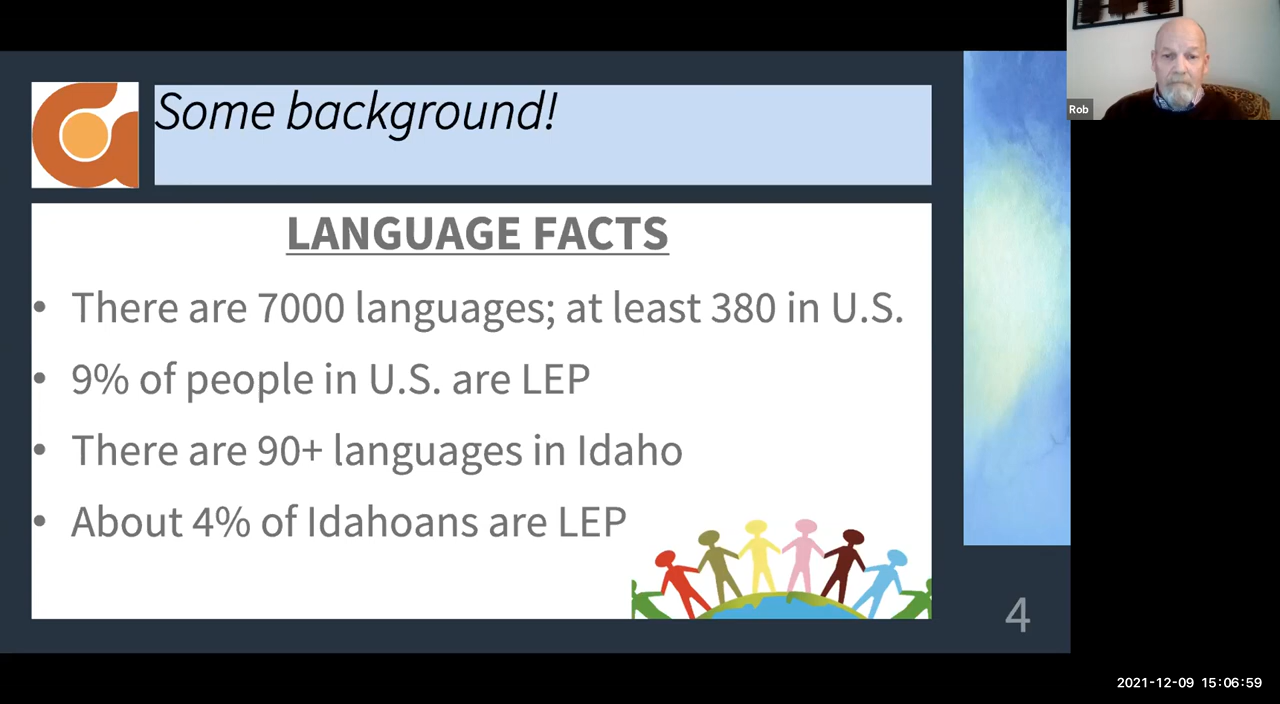 Some background!
LANGUAGE FACTS
• There are 7000 languages; at least 380 in U.S.
• 9% of people in U.S. are LEP
• There are 90+ languages in Idaho
• About 4% of Idahoans are LEP
4
Rob
2021-12-09 15:06:59